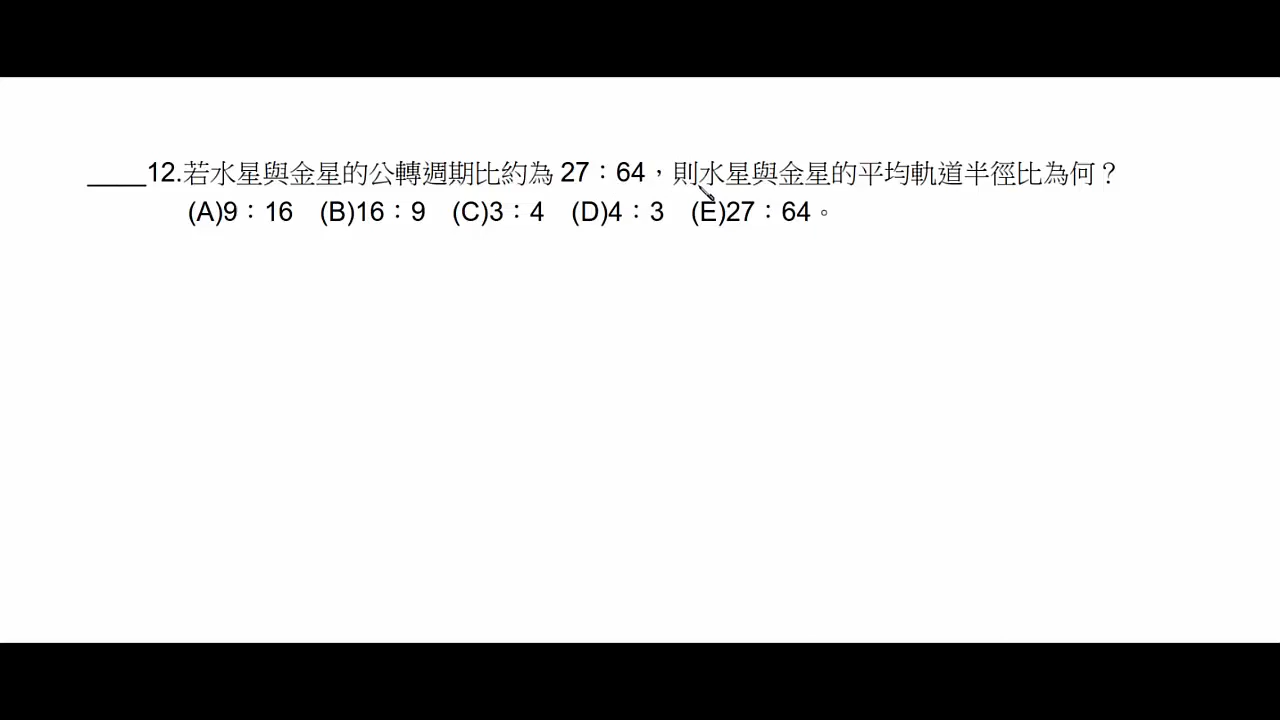 ____12.若水星與金星的公轉週期比約為 27：64，則水星與金星的平均軌道半徑比為何？
(A)9：16 (B)16：9 (C)3：4 (D)4：3 (E)27：64。